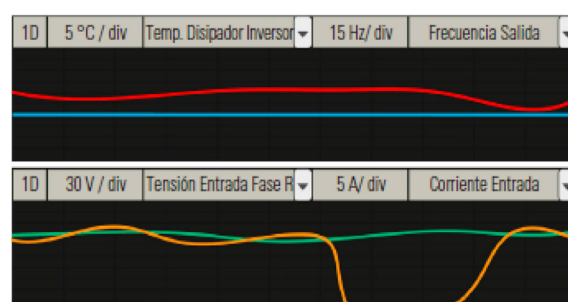 1D 5 °C / div Temp. Disipador Inversor 15 Hz/ div Frecuencia Salida
1D 30 V / div Tensión Entrada Fase R 5 A/ div Corriente Entrada